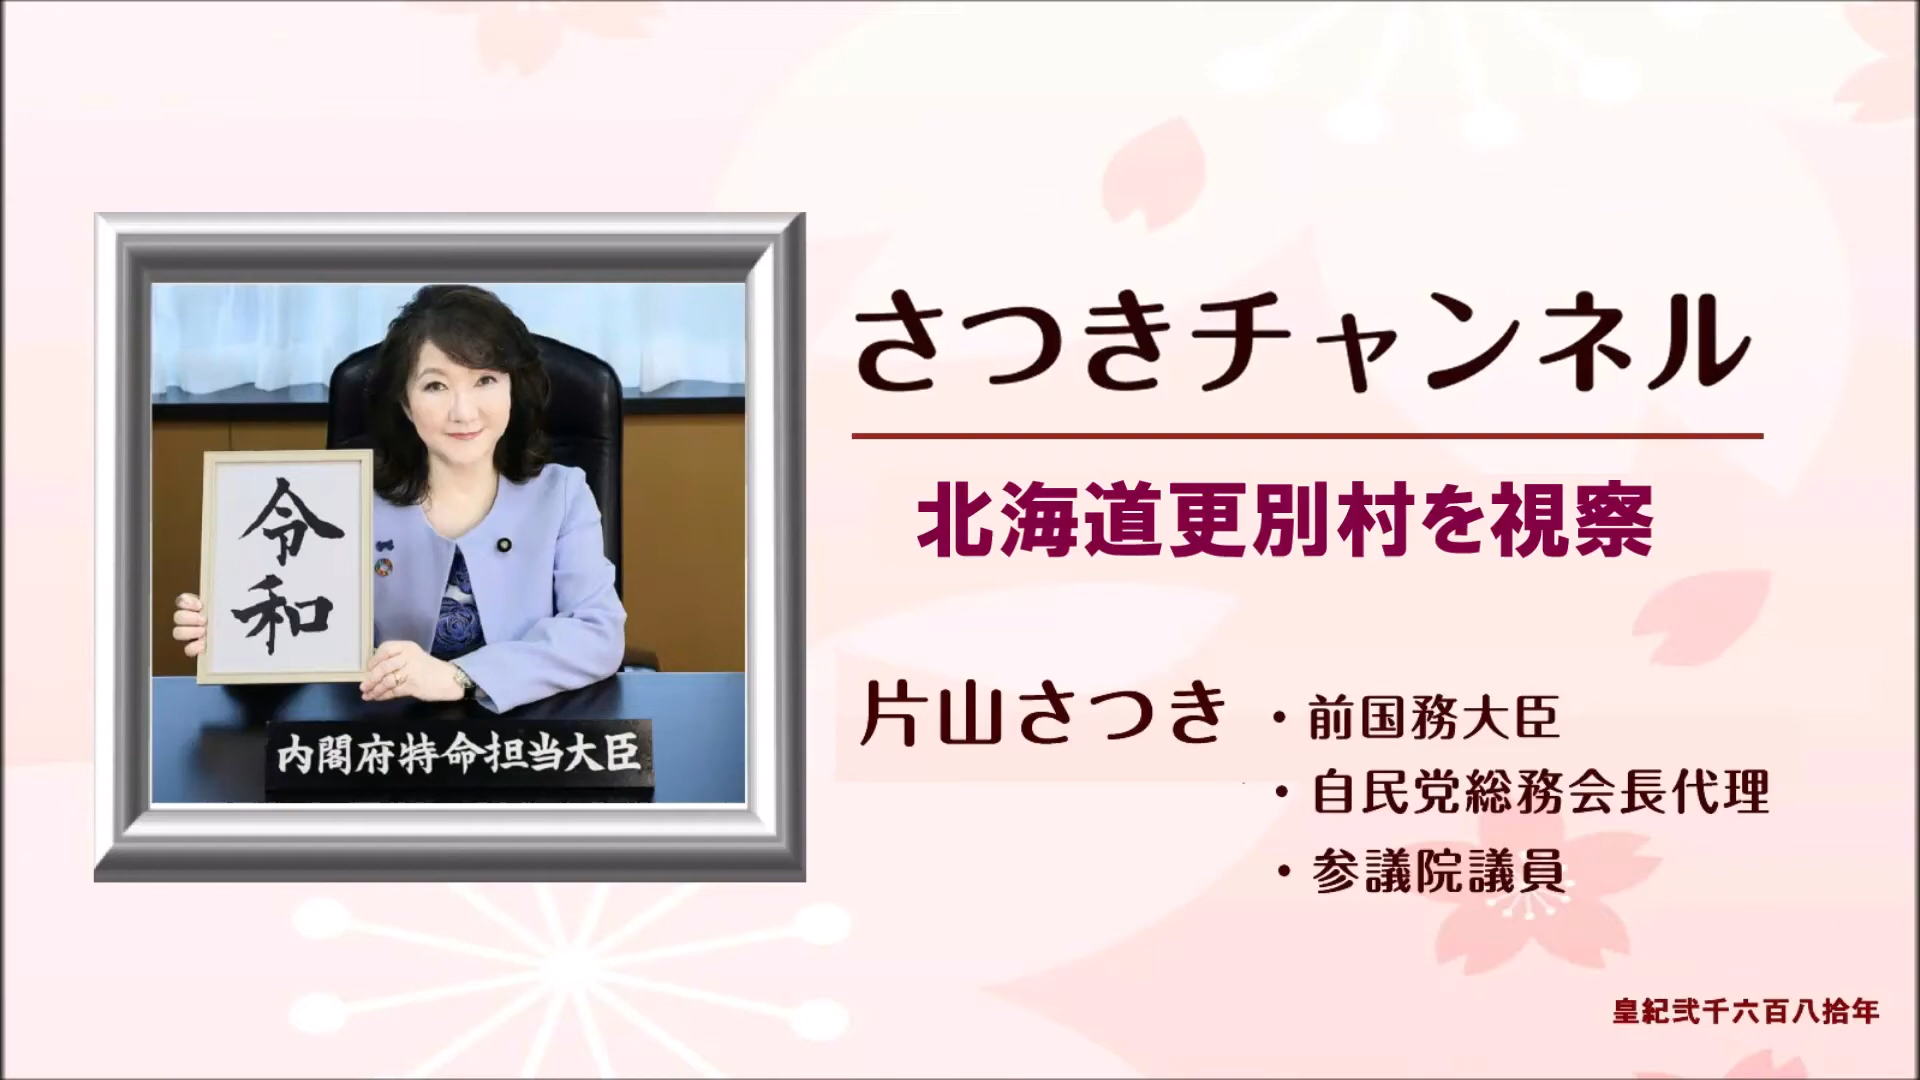 令和
内閣府特命担当大臣
さつきチャンネル
北海道更別村を視察
片山さつき
・前国務大臣
・自民党総務会長代理
・参議院議員
皇紀弐千六百八拾年